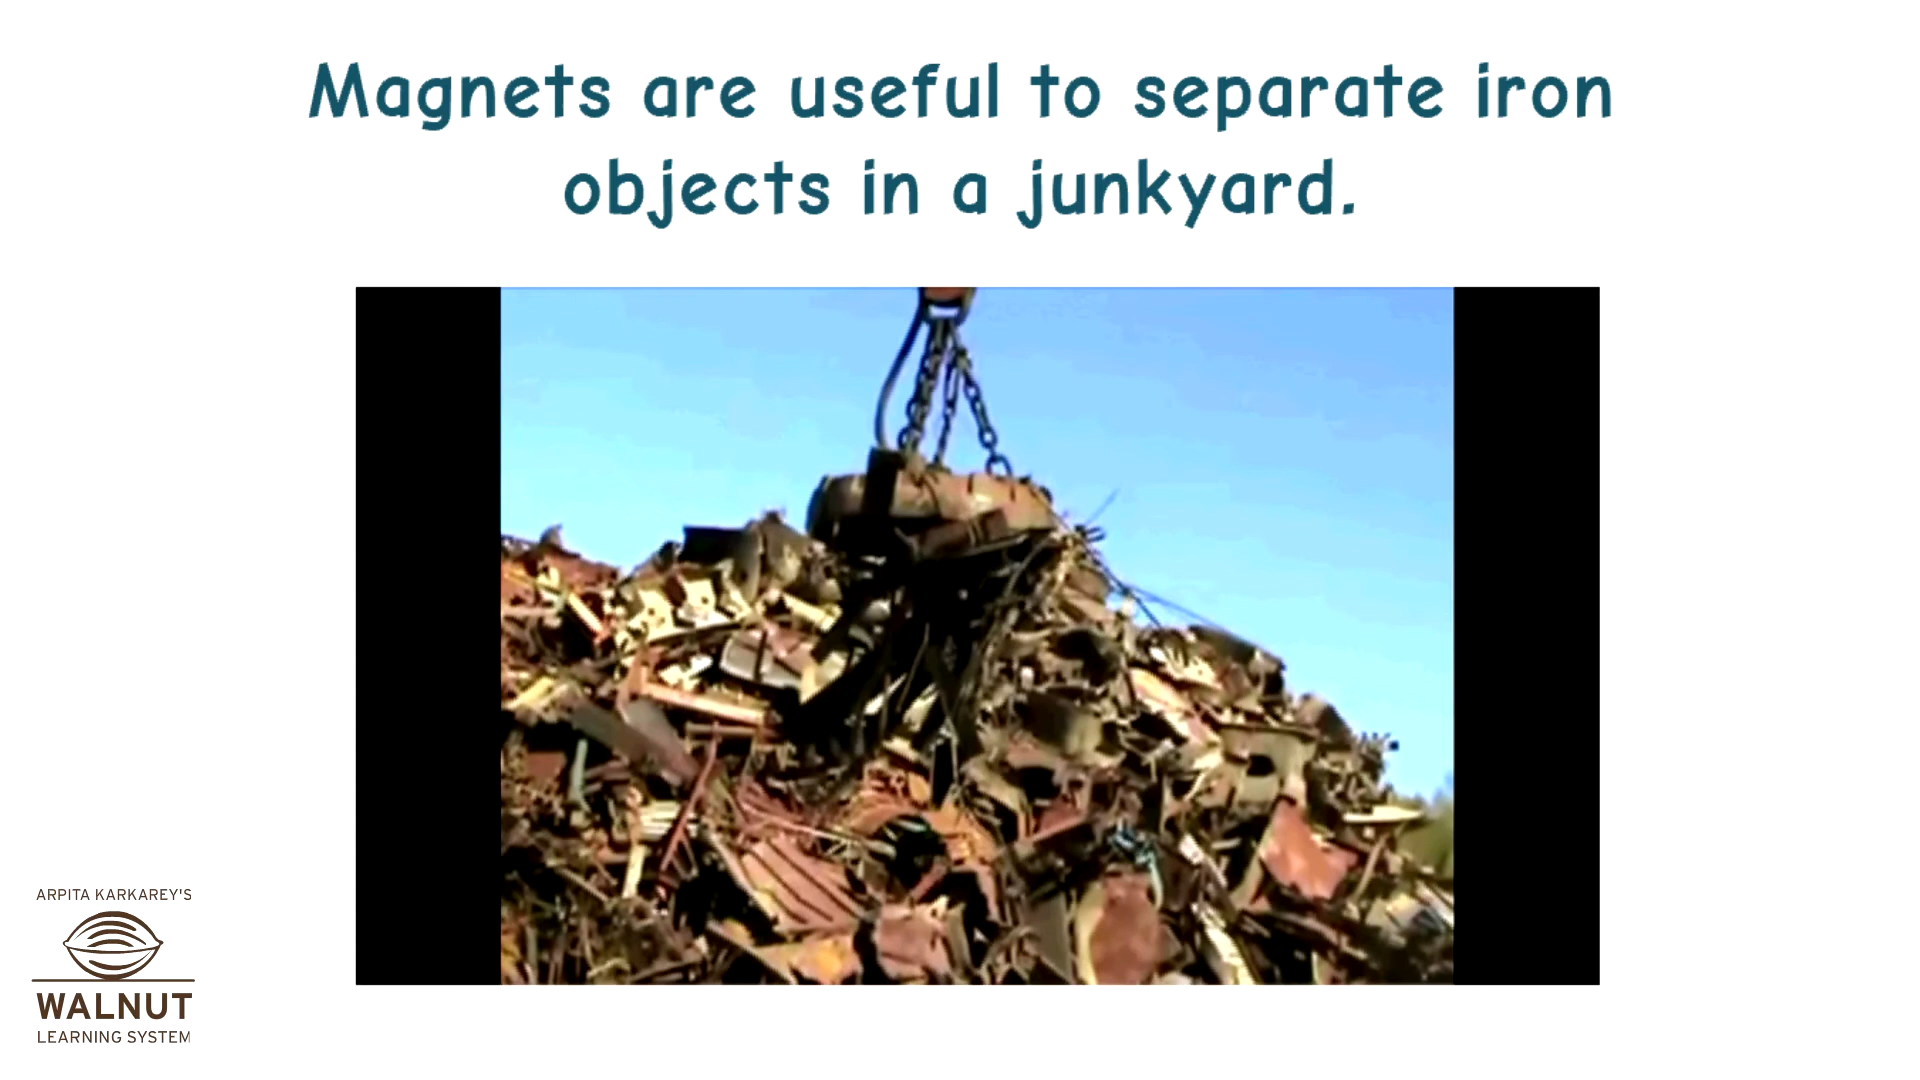 Magnets are useful to separate iron
objects in a junkyard.
ARPITA KARKAREY'S
WALNUT
LEARNING SYSTEM